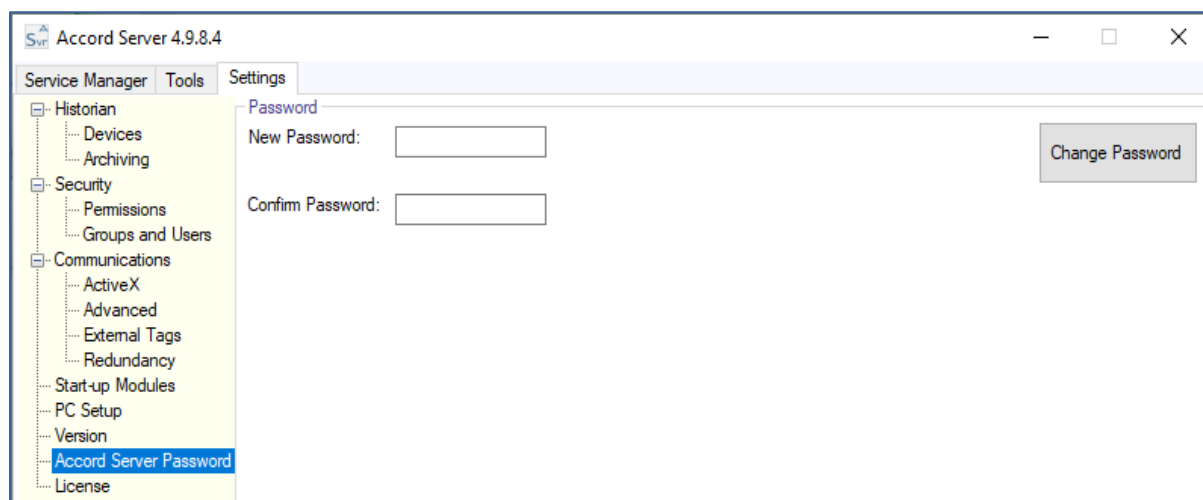 Svr A Accord Server 4.9.8.4
Service Manager Tools Settings
Historian
Devices
Archiving
Security
Permissions
Groups and Users
Communications
ActiveX
Advanced
External Tags
Redundancy
Start-up Modules
PC Setup
Version
Accord Server Password
License
Password
New Password:
Change Password
Confirm Password: